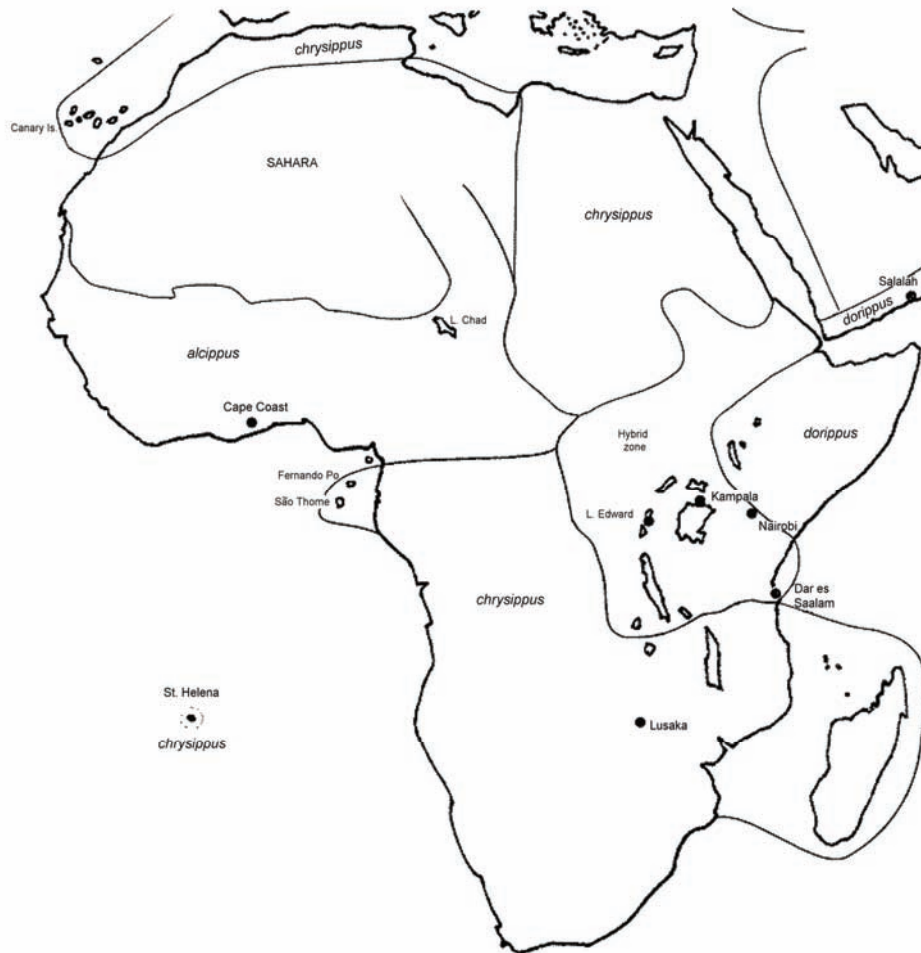 chrysippus
Canary Is.
SAHARA
chrysippus
Salalah
dorippus
L. Chad
alcippus
Cape Coast
Hybrid
zone
dorippus
Fernando Po
São Thome
L. Edward
Kampala
Nairobi
chrysippus
Dar es
Saalam
St. Helena
chrysippus
Lusaka